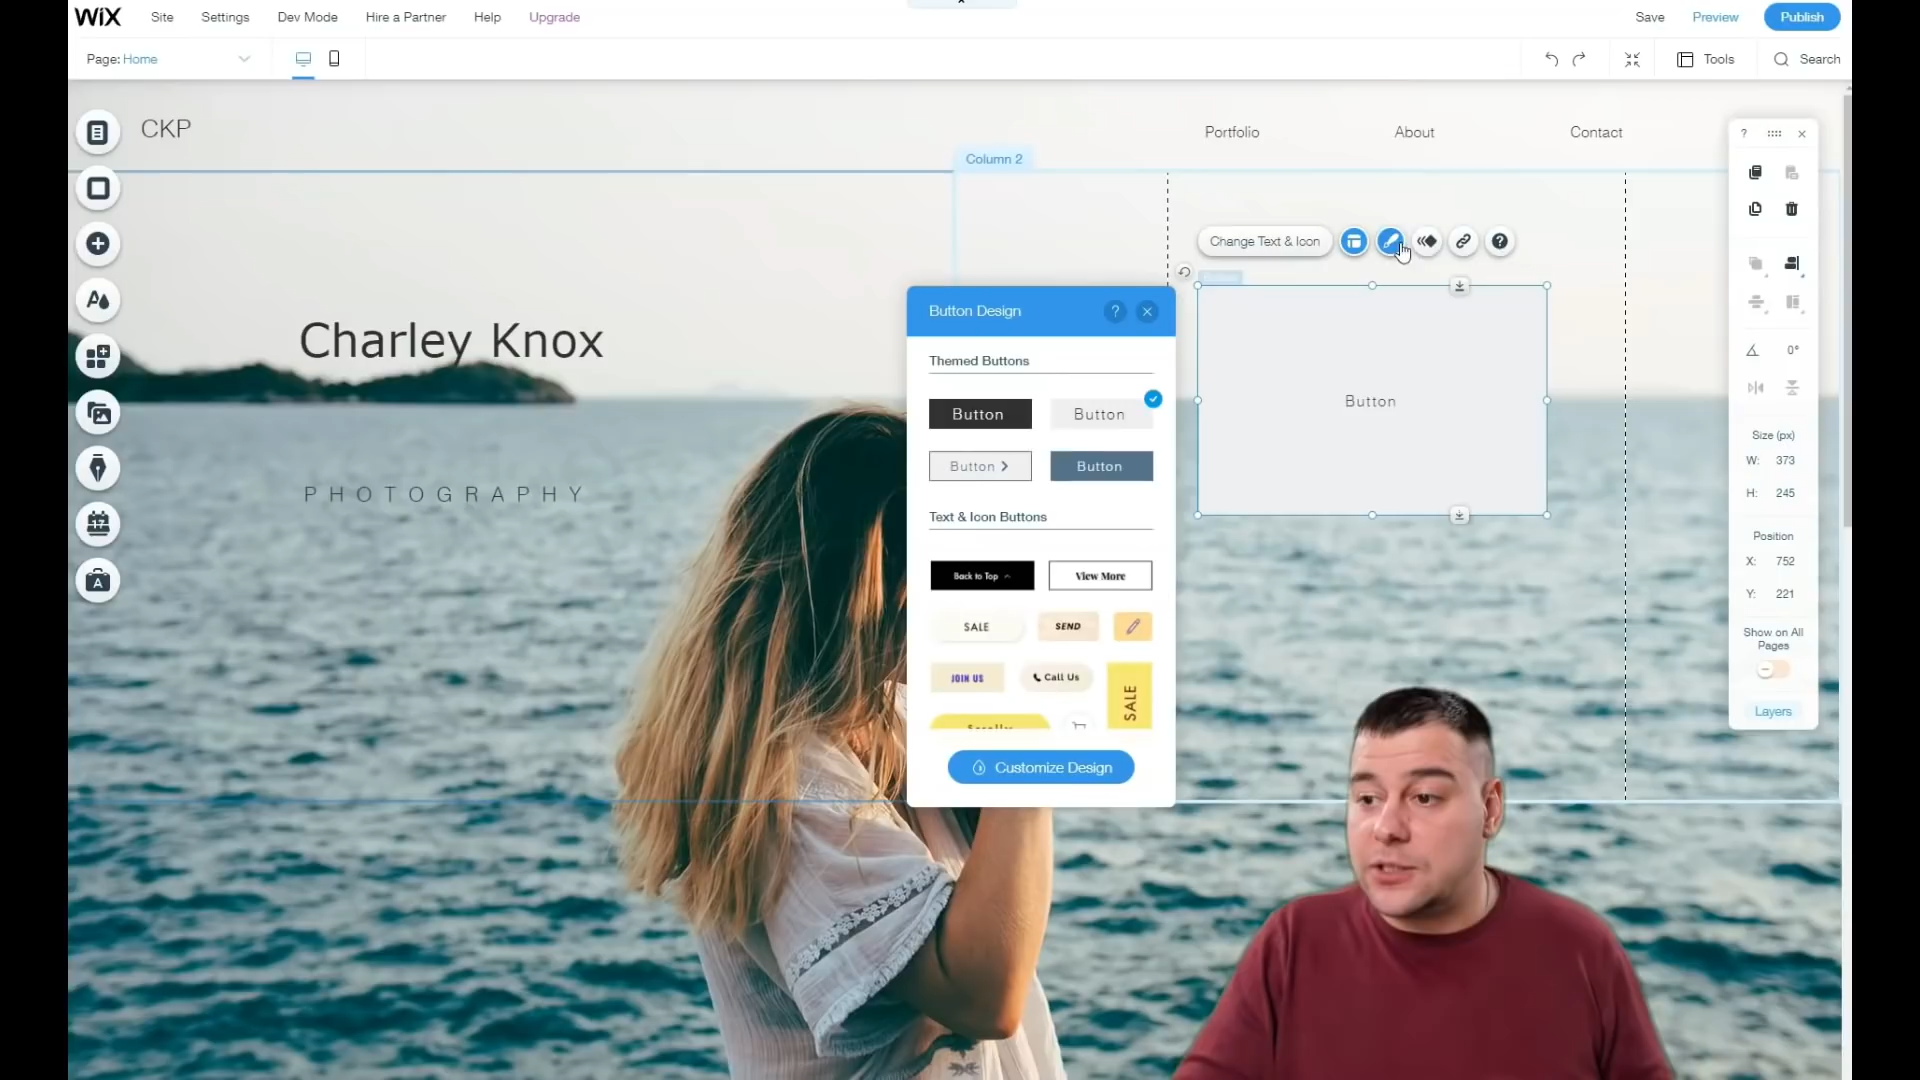 WiX
Site
Settings
Dev Mode
Hire a Partner
Help
Upgrade
Save
Preview
Publish
Page: Home
Tools
Search
CKP
Portfolio
About
Contact
Column 2
Change Text & Icon
?
Button Design
?
Themed Buttons
Button
Button
Button
Button
Text & Icon Buttons
Back to Top
View More
SALE
SEND
JOIN US
Call Us
SALE
Customize Design
Button
Charley Knox
PHOTOGRAPHY
A
17
A
?
0°
Size (px)
W: 373
H: 245
Position
X: 752
Y: 221
Show on All
Pages
Layers